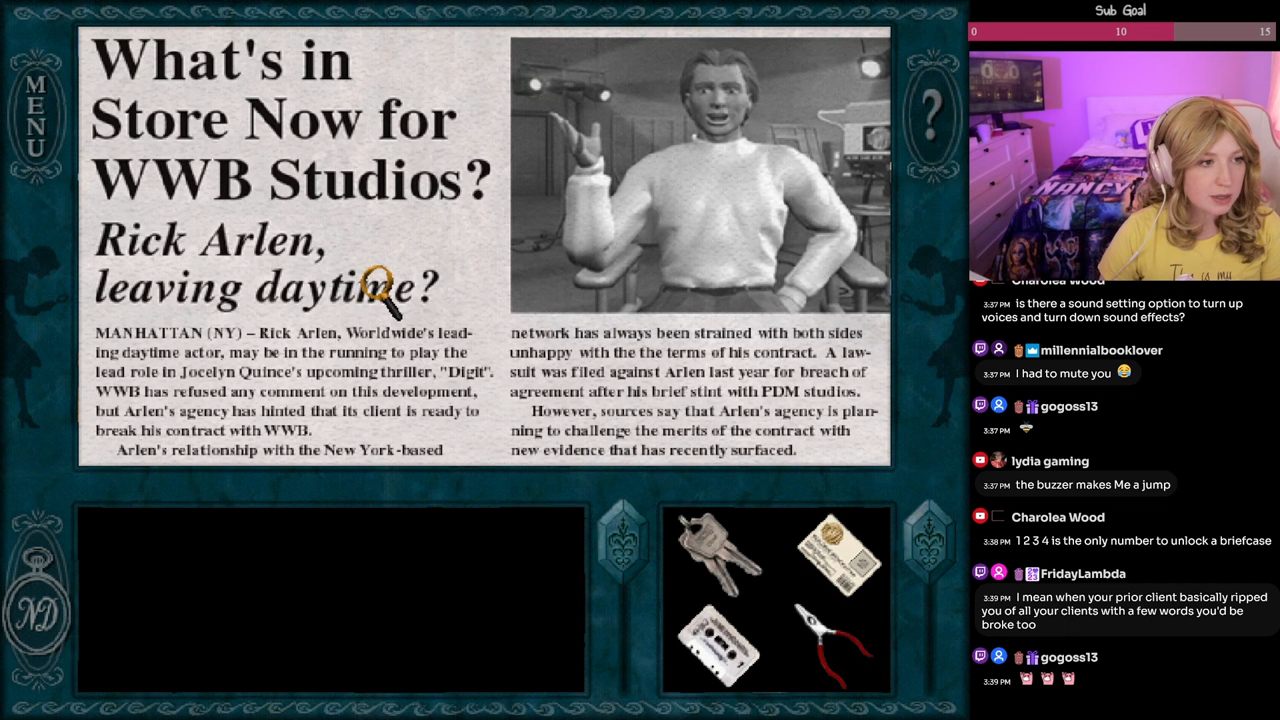 Sub Goal
0 10 15
MENU
?
What's in
Store Now for
WWB Studios?
Rick Arlen,
leaving daytime?
MANHATTAN (NY) – Rick Arlen, Worldwide's lead-
ing daytime actor, may be in the running to play the
lead role in Jocelyn Quince's upcoming thriller, "Digit".
WWB has refused any comment on this development,
but Arlen's agency has hinted that its client is ready to
break his contract with WWB.
Arlen's relationship with the New York-based
network has always been strained with both sides
unhappy with the the terms of his contract. A law-
suit was filed against Arlen last year for breach of
agreement after his brief stint with PDM studios.
However, sources say that Arlen's agency is plan-
ning to challenge the merits of the contract with
new evidence that has recently surfaced.
ND
NANCY
This is my
Charolea Wood
3:37 PM is there a sound setting option to turn up
voices and turn down sound effects?
millennialbooklover
3:37 PM I had to mute you 😂
gogoss13
3:37 PM 🐝
lydia gaming
3:37 PM the buzzer makes Me a jump
Charolea Wood
3:38 PM 1 2 3 4 is the only number to unlock a briefcase
FridayLambda
3:39 PM I mean when your prior client basically ripped
you of all your clients with a few words you'd be
broke too
gogoss13
3:39 PM